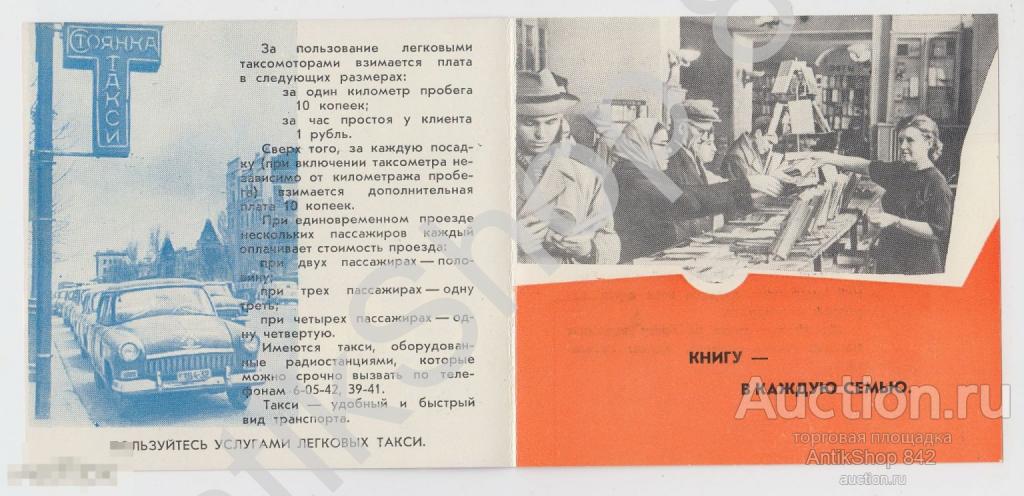 СТОЯНКА
ТАКСИ
За пользование легковыми
таксомоторами взимается плата
в следующих размерах:
за один километр пробега
10 копеек;
за час простоя у клиента
1 рубль.
Сверх того, за каждую посад-
ку (при включении таксометра не-
зависимо от километража пробе-
га) взимается дополнительная
плата 10 копеек.
При единовременном проезде
нескольких пассажиров каждый
оплачивает стоимость проезда:
при двух пассажирах — поло-
вину;
при трех пассажирах — одну
треть;
при четырех пассажирах — од-
ну четвертую.
Имеются такси, оборудован-
ные радиостанциями, которые
можно срочно вызвать по теле-
фонам 6-05-42, 39-41.
Такси — удобный и быстрый
вид транспорта.
ПОЛЬЗУЙТЕСЬ УСЛУГАМИ ЛЕГКОВЫХ ТАКСИ.
КНИГУ —
В КАЖДУЮ СЕМЬЮ.
Auction.ru
торговая площадка
AntikShop 842
auction.ru